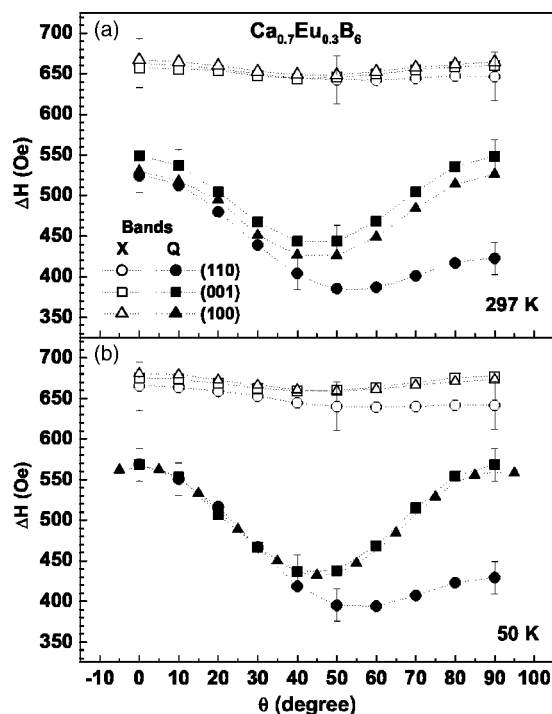 (a)
Ca0.7Eu0.3B6
700
650
600
550
500
450
400
350
ΔH (Oe)
Bands
X Q
(110)
(001)
(100)
297 K
(b)
700
650
600
550
500
450
400
350
ΔH (Oe)
50 K
-10 0 10 20 30 40 50 60 70 80 90 100
θ (degree)